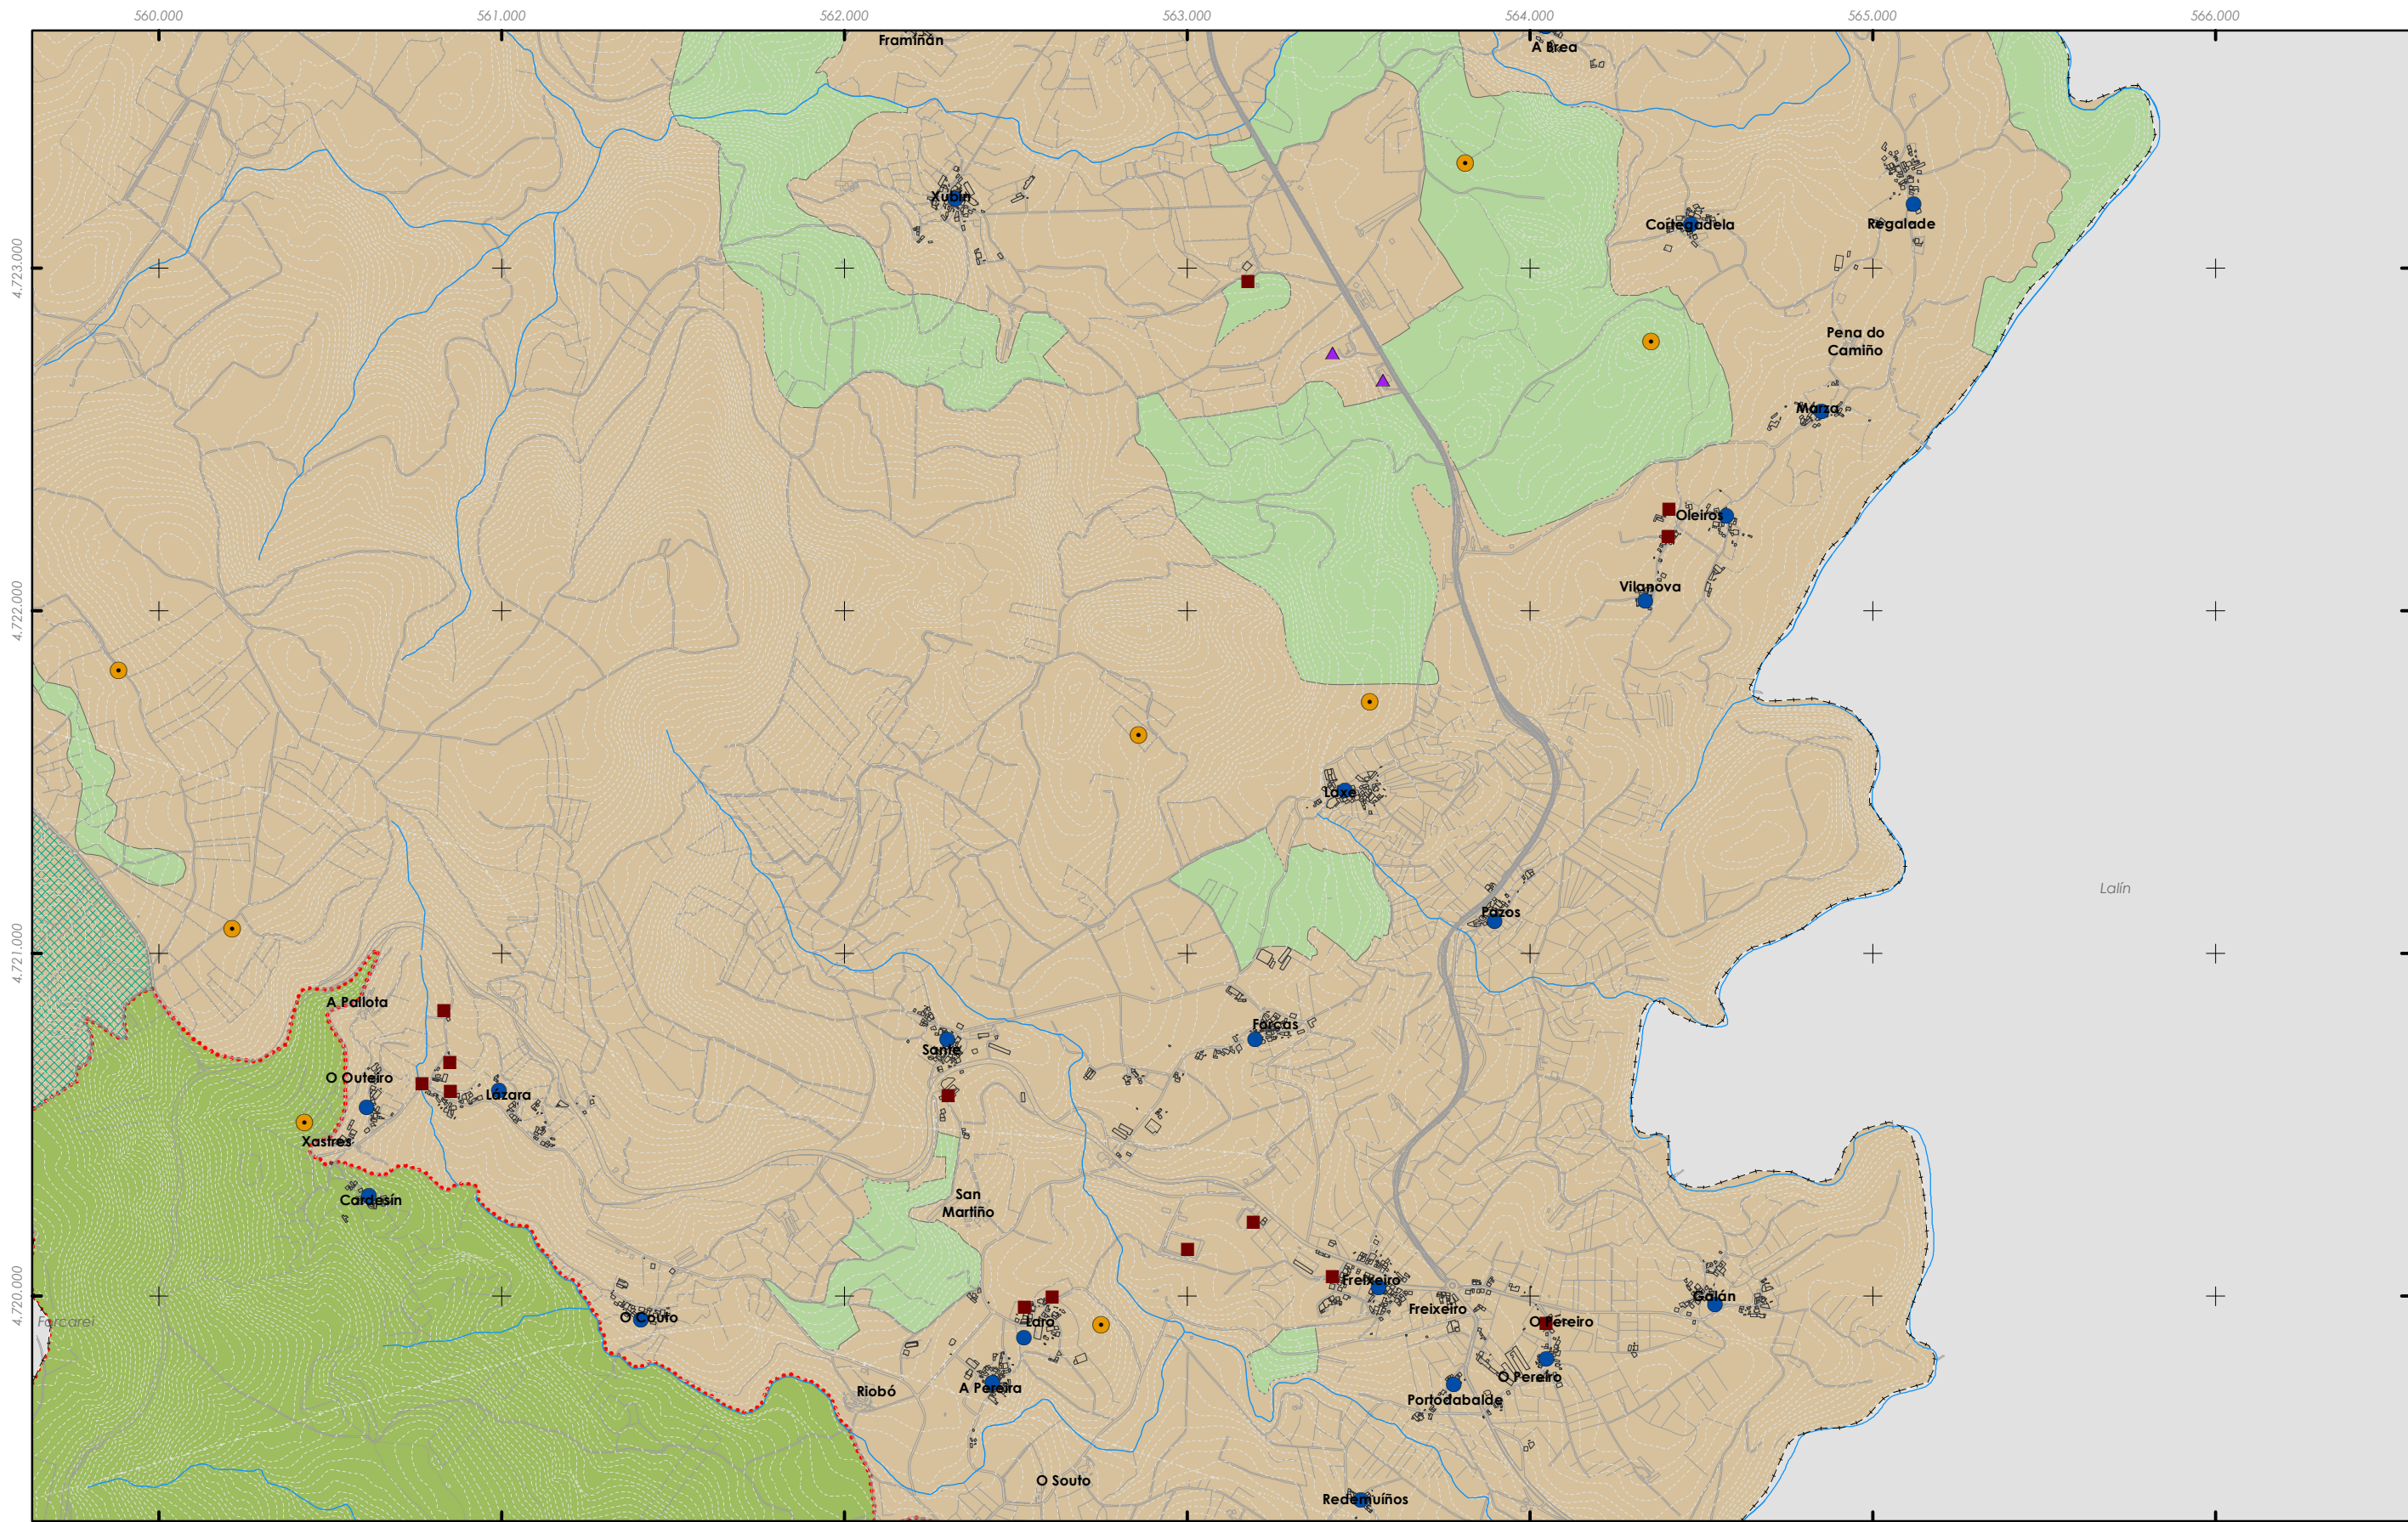 560.000
561.000
562.000
563.000
564.000
565.000
566.000
Framiñán
A Brea
Xubín
Cortegadela
Regalade
4.723.000
Pena do
Camiño
Marza
Oleiros
Vilanova
4.722.000
Laxe
Lalín
Pazos
4.721.000
A Pallota
Forcas
Sante
O Outeiro
Lázara
Xastres
Cardesín
San
Martiño
Freixeiro
4.720.000
Galán
Freixeiro
O Couto
Forcarei
Laro
O Pereiro
O Pereiro
A Pereira
Riobó
Portodabalde
O Souto
Redemuíños